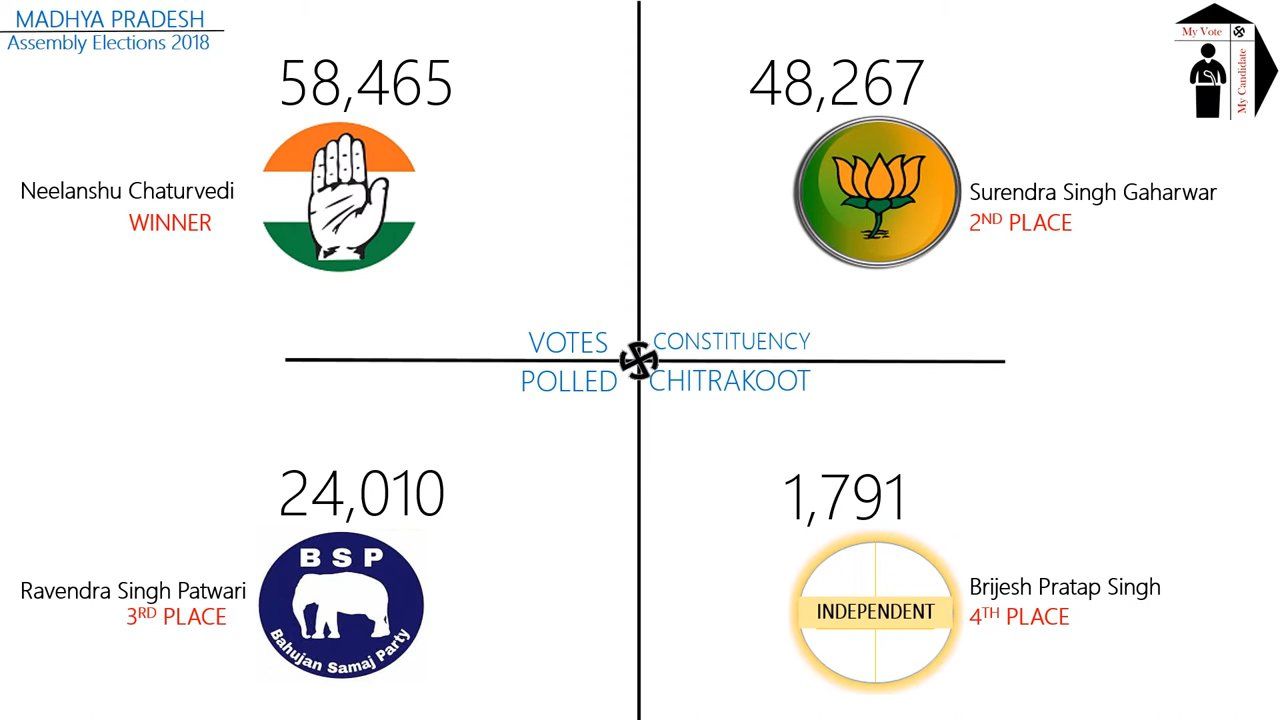 MADHYA PRADESH
Assembly Elections 2018
My Vote
My Candidate
58,465
Neelanshu Chaturvedi
WINNER
48,267
Surendra Singh Gaharwar
2ND PLACE
VOTES
POLLED
CONSTITUENCY
CHITRAKOOT
24,010
BSP
Bahujan Samaj Party
Ravendra Singh Patwari
3RD PLACE
1,791
INDEPENDENT
Brijesh Pratap Singh
4TH PLACE